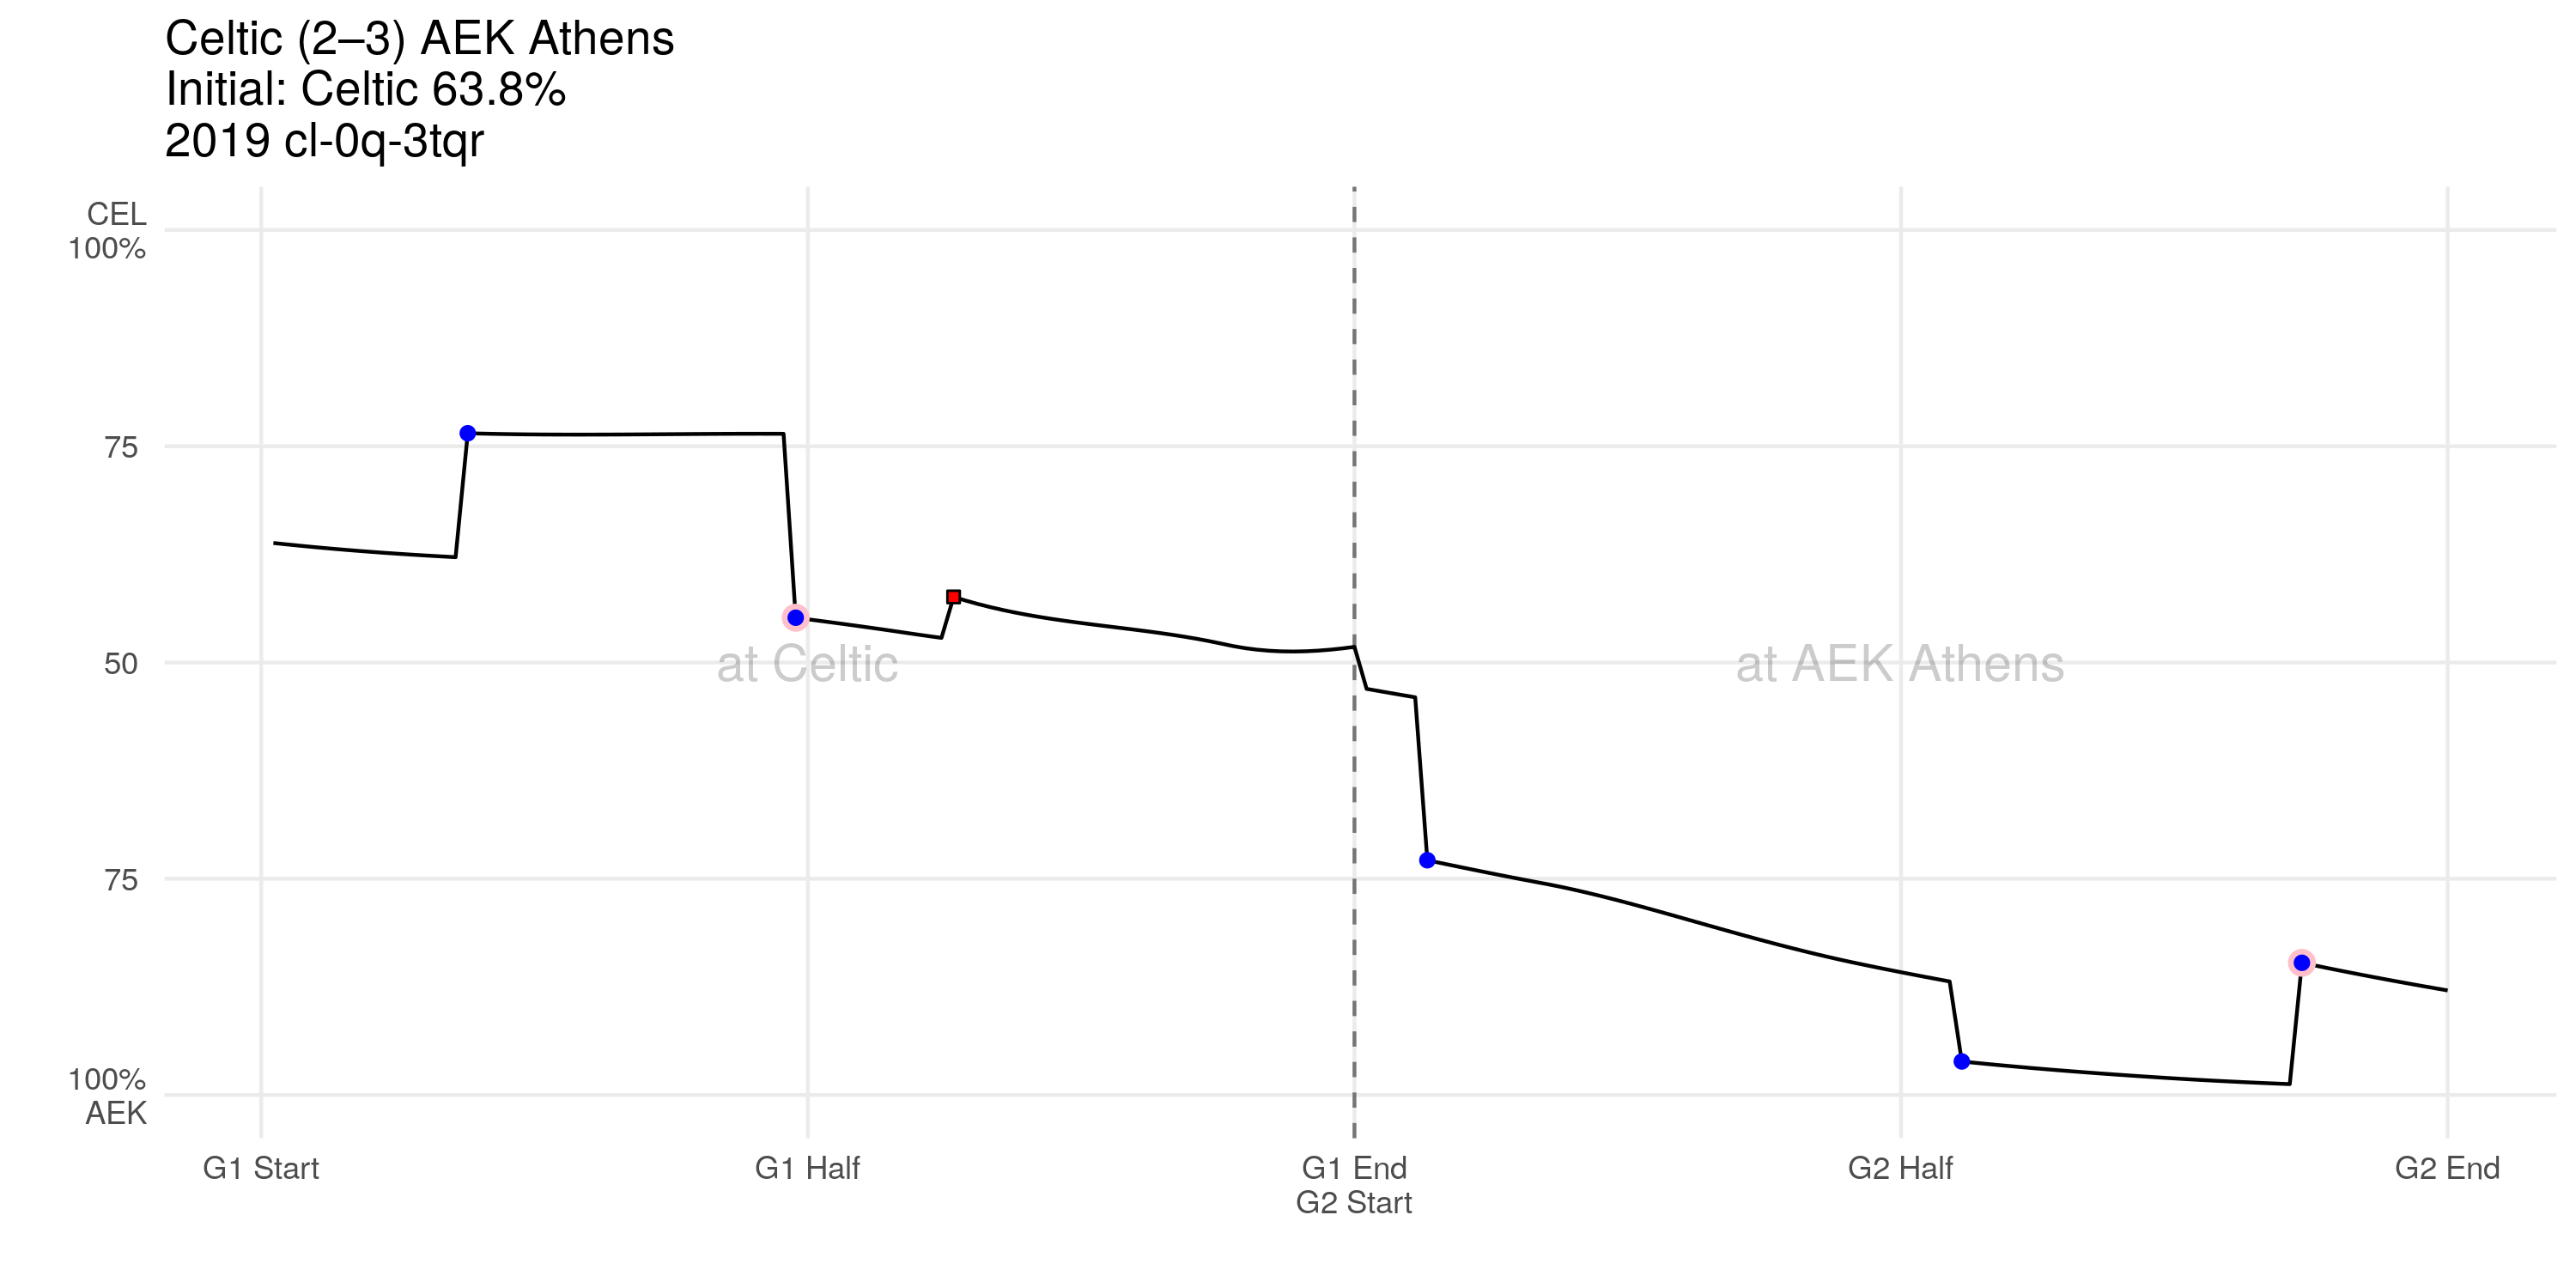 Celtic (2–3) AEK Athens
Initial: Celtic 63.8%
2019 cl-0q-3tqr
CEL
100%
75
50
75
100%
AEK
at Celtic
at AEK Athens
G1 Start
G1 Half
G1 End
G2 Start
G2 Half
G2 End